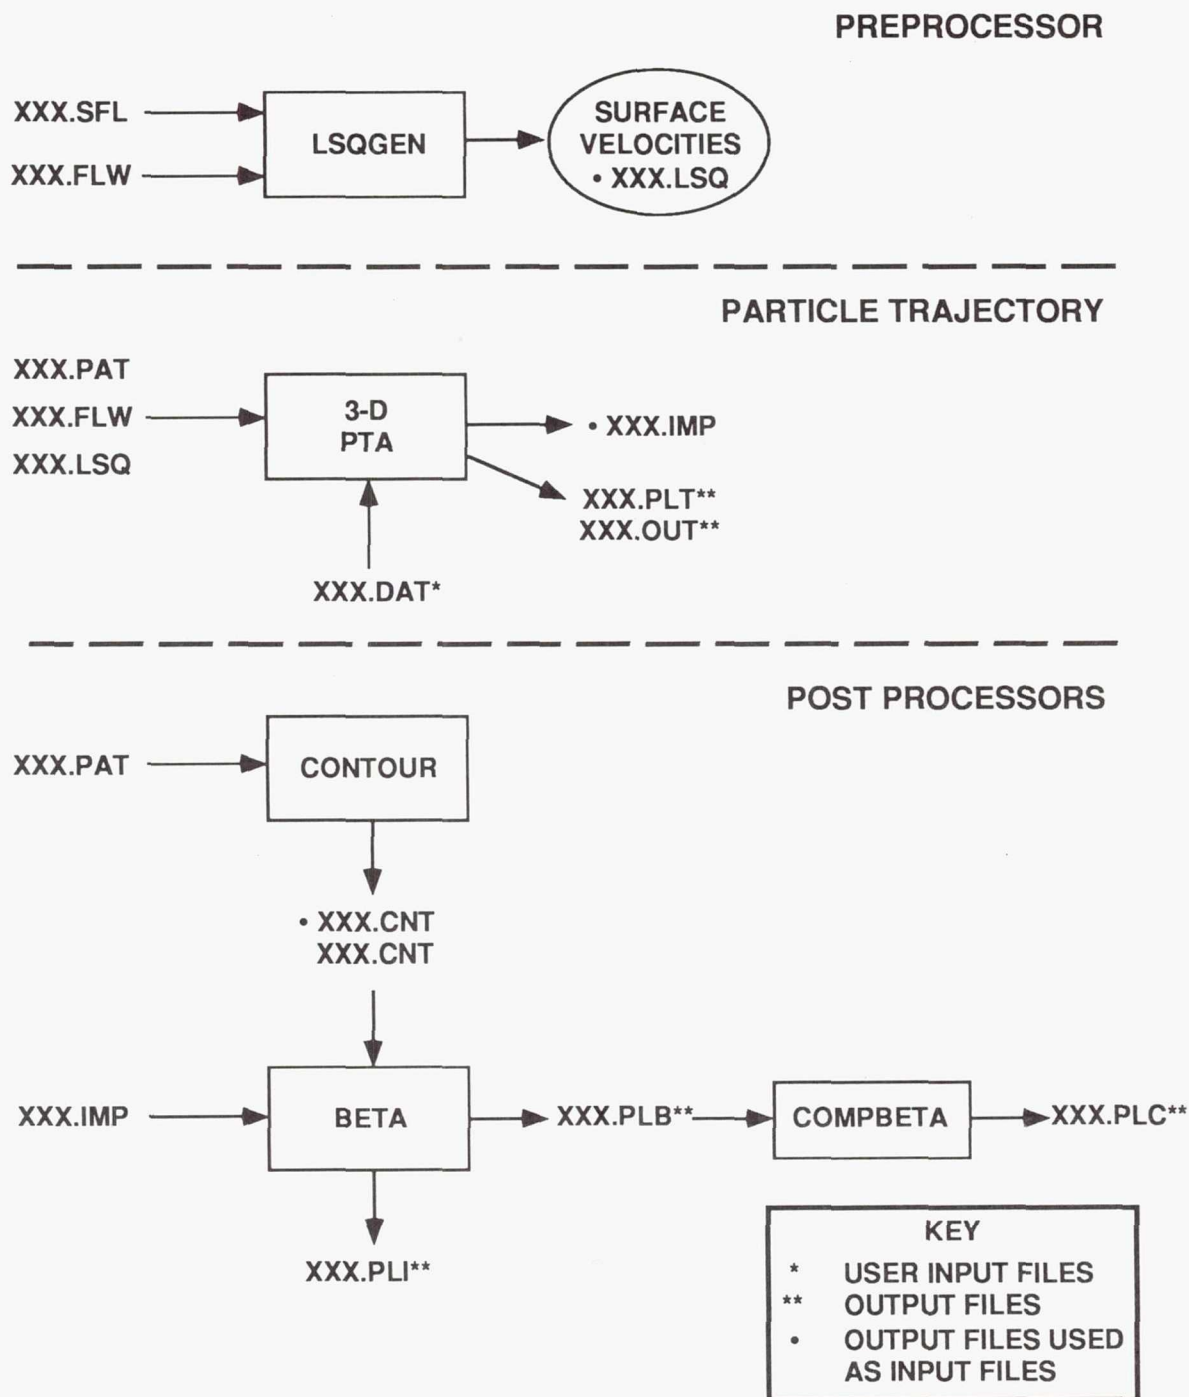 PREPROCESSOR
XXX.SFL
XXX.FLW
LSQGEN
SURFACE
VELOCITIES
• XXX.LSQ
PARTICLE TRAJECTORY
XXX.PAT
XXX.FLW
XXX.LSQ
3-D
PTA
• XXX.IMP
XXX.PLT**
XXX.OUT**
XXX.DAT*
POST PROCESSORS
XXX.PAT
CONTOUR
• XXX.CNT
XXX.CNT
XXX.IMP
BETA
XXX.PLB**
COMPBETA
XXX.PLC**
XXX.PLI**
KEY
* USER INPUT FILES
** OUTPUT FILES
• OUTPUT FILES USED
AS INPUT FILES